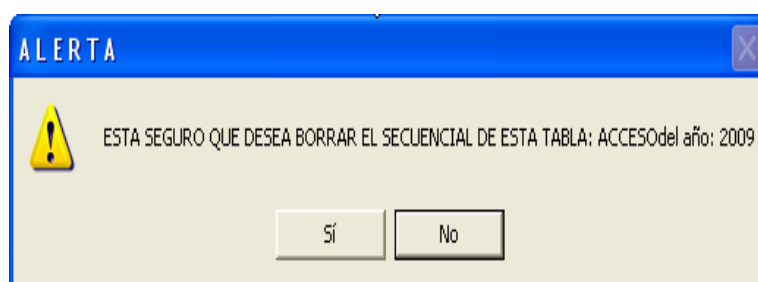 ALERTA
ESTA SEGURO QUE DESEA BORRAR EL SECUENCIAL DE ESTA TABLA: ACCESOdel año: 2009
Sí
No